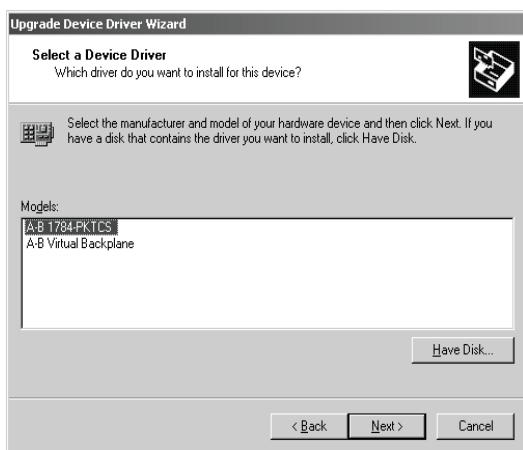 Upgrade Device Driver Wizard
Select a Device Driver
Which driver do you want to install for this device?
Select the manufacturer and model of your hardware device and then click Next. If you
have a disk that contains the driver you want to install, click Have Disk.
Models:
A-B 1784-PKTCS
A-B Virtual Backplane
Have Disk...
< Back
Next >
Cancel